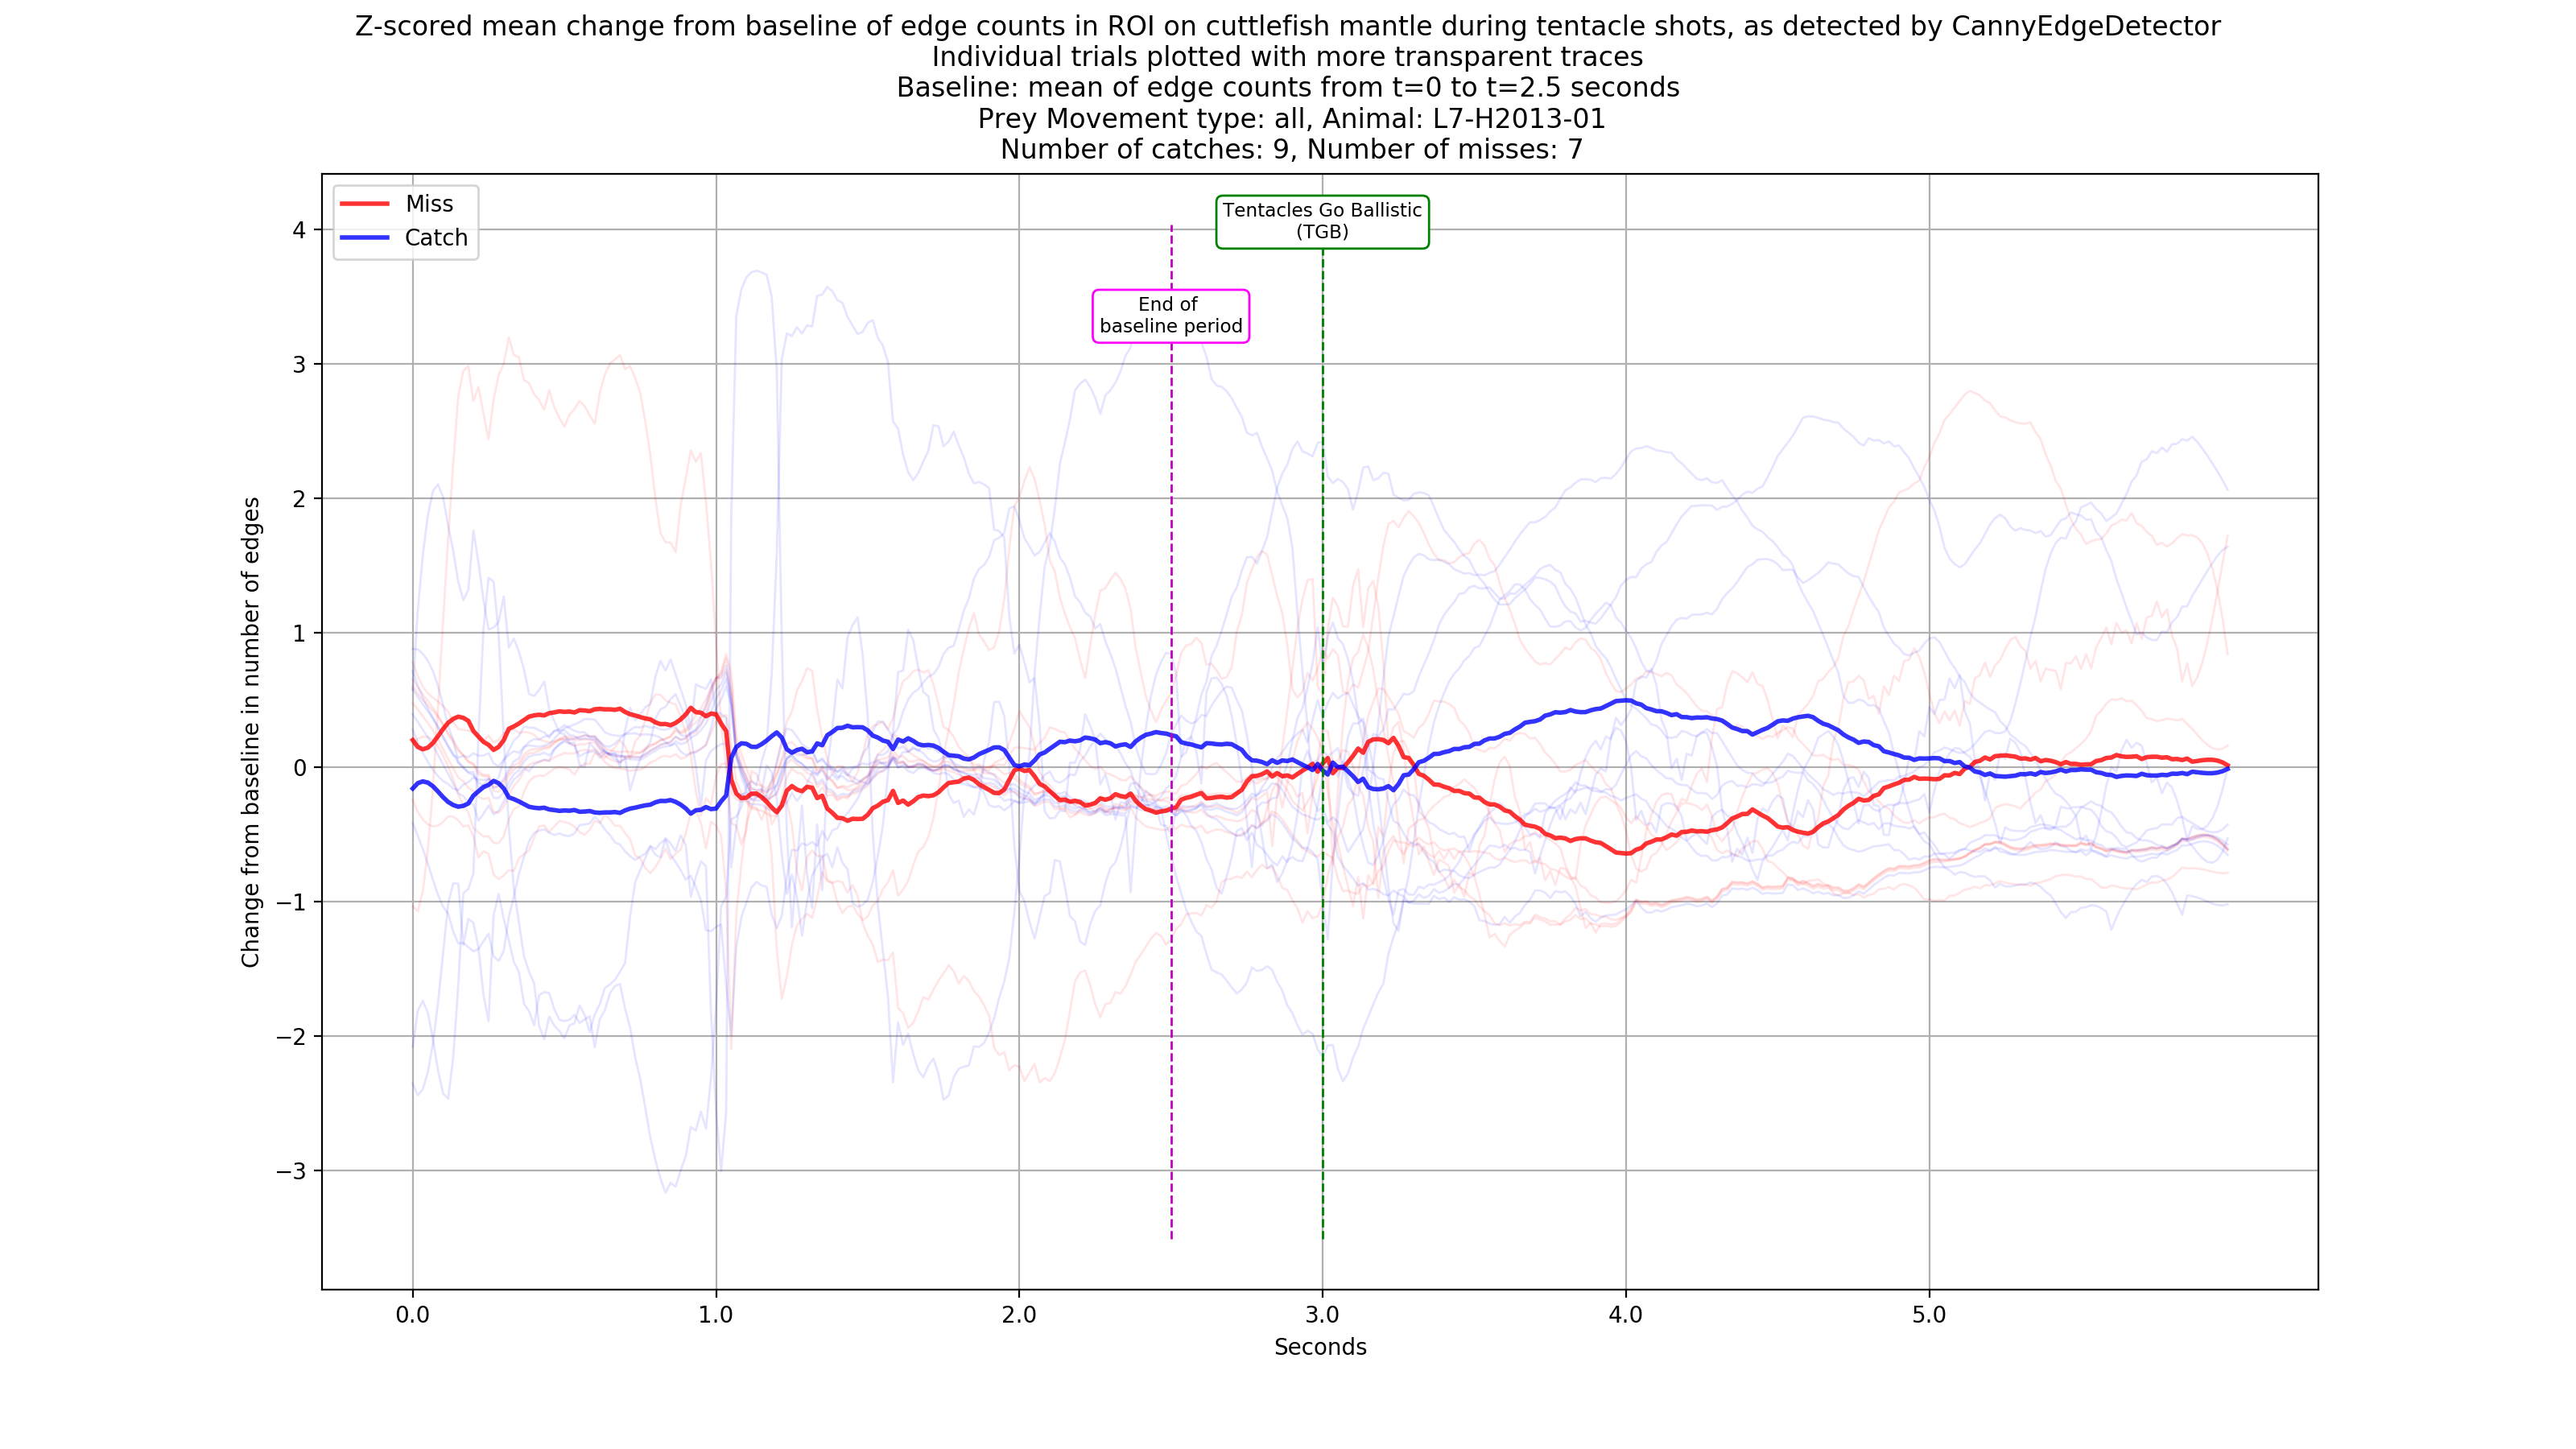 Z-scored mean change from baseline of edge counts in ROI on cuttlefish mantle during tentacle shots, as detected by CannyEdgeDetector
Individual trials plotted with more transparent traces
Baseline: mean of edge counts from t=0 to t=2.5 seconds
Prey Movement type: all, Animal: L7-H2013-01
Number of catches: 9, Number of misses: 7
Miss
Catch
Tentacles Go Ballistic
(TGB)
End of
baseline period
Change from baseline in number of edges
4
3
2
1
0
−1
−2
−3
0.0
1.0
2.0
3.0
4.0
5.0
Seconds